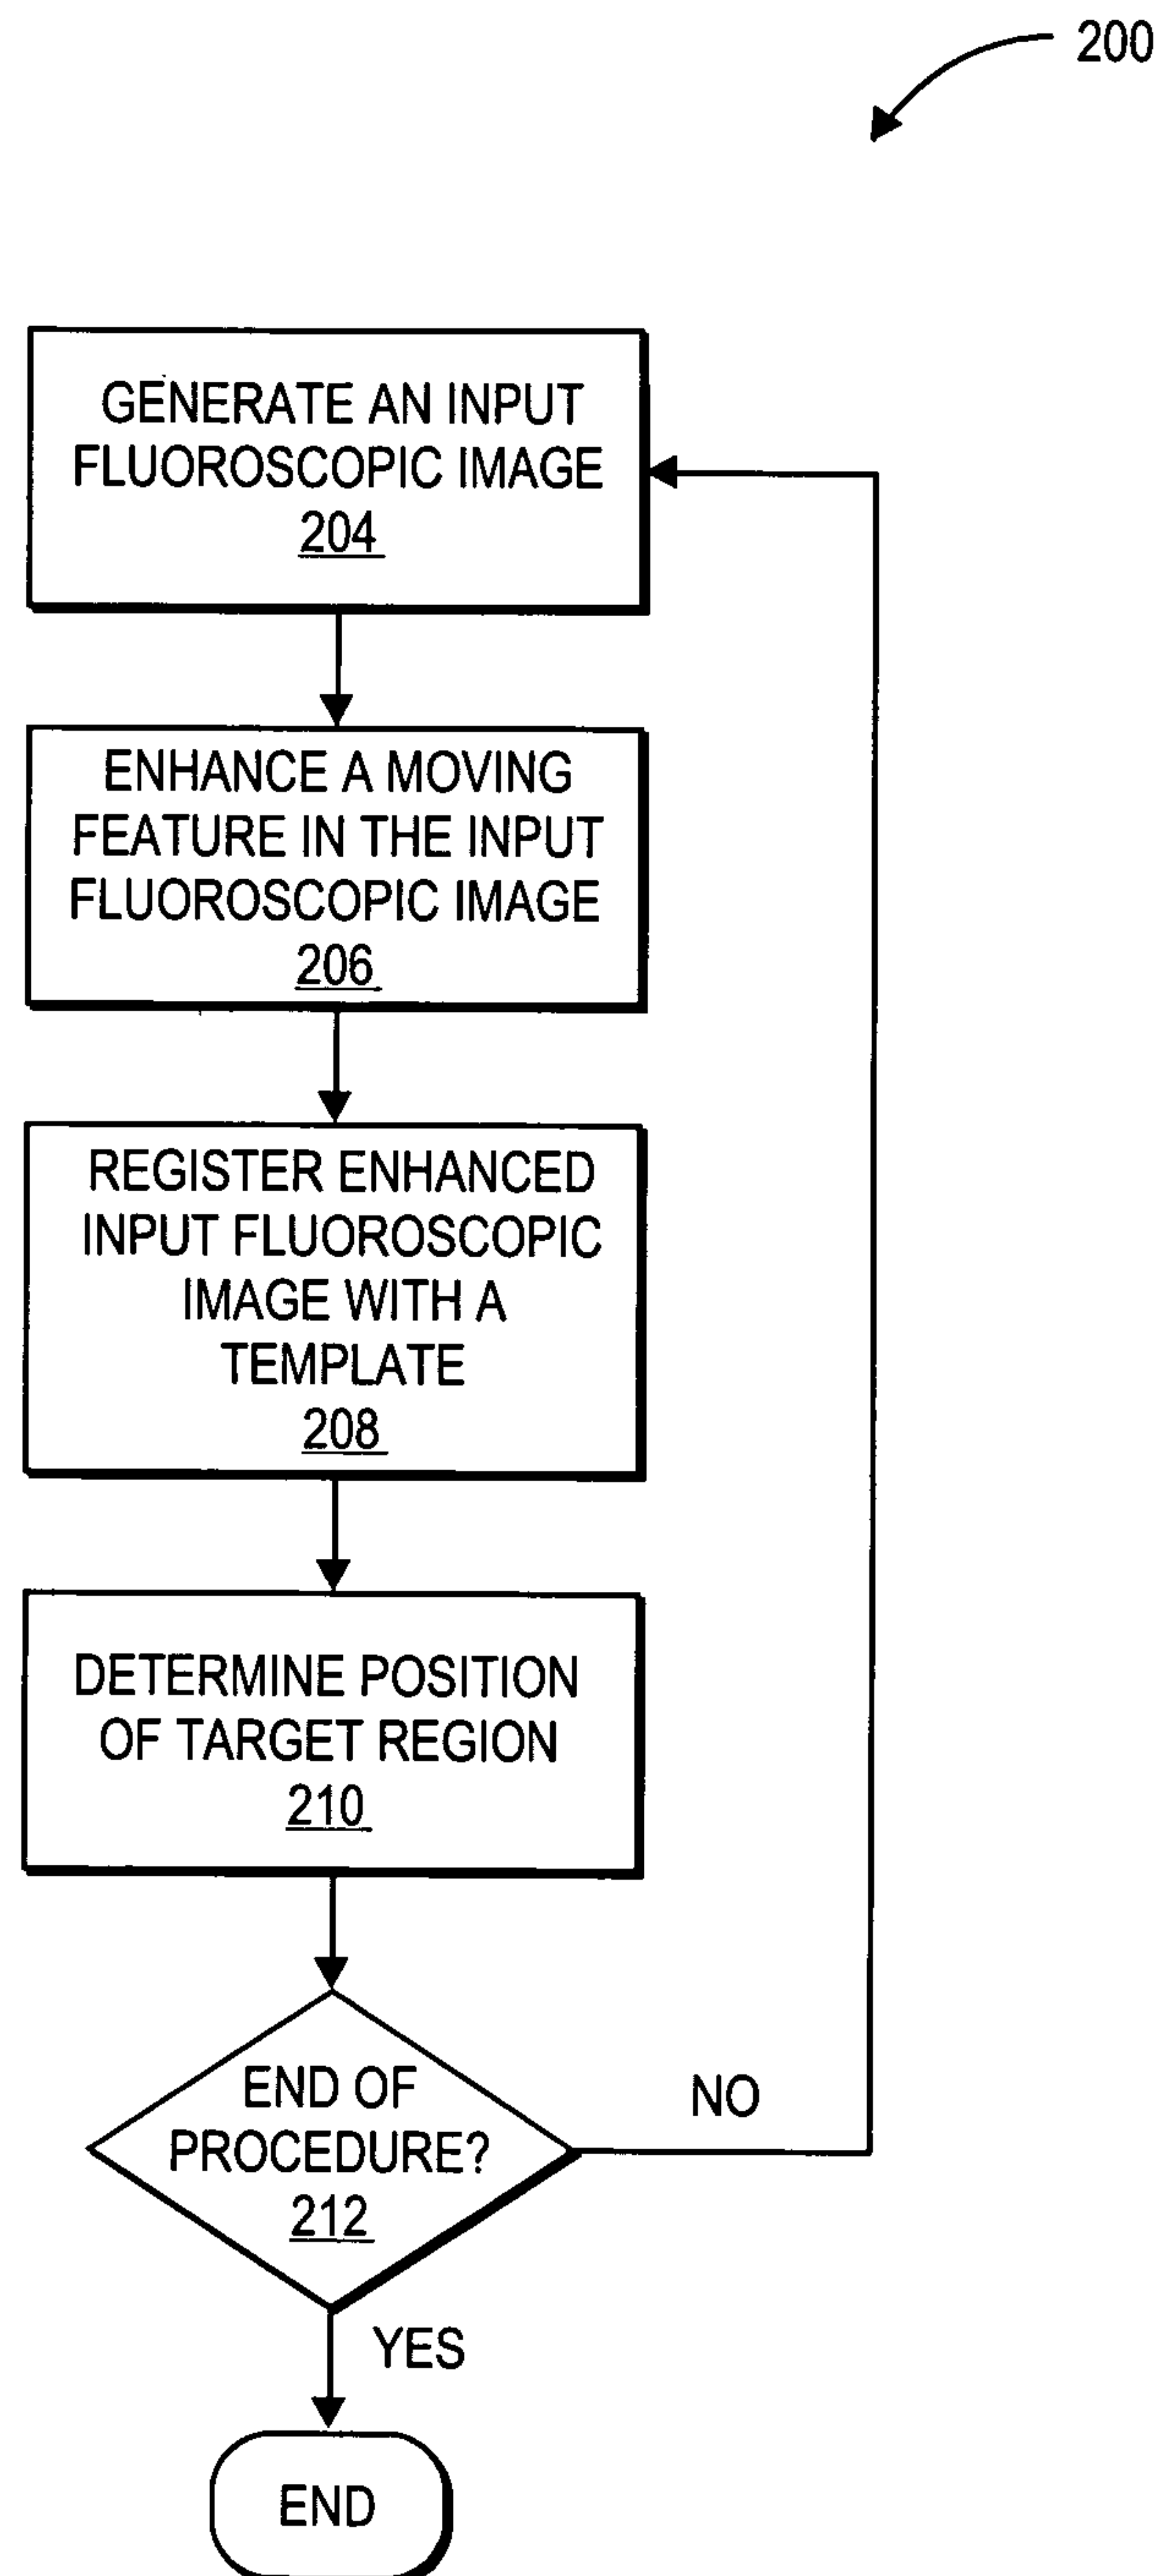 200
GENERATE AN INPUT
FLUOROSCOPIC IMAGE
204
ENHANCE A MOVING
FEATURE IN THE INPUT
FLUOROSCOPIC IMAGE
206
REGISTER ENHANCED
INPUT FLUOROSCOPIC
IMAGE WITH A
TEMPLATE
208
DETERMINE POSITION
OF TARGET REGION
210
END OF
PROCEDURE?
212
NO
YES
END